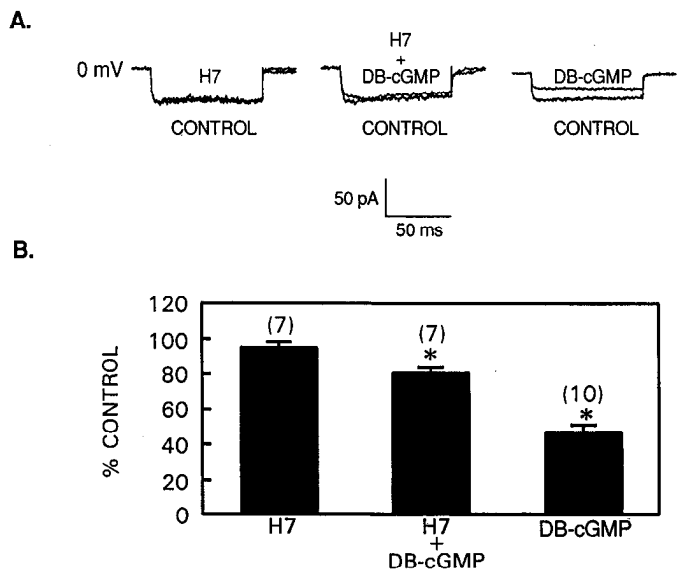 A.
0 mV
H7
CONTROL
H7
+
DB-cGMP
CONTROL
DB-cGMP
CONTROL
50 pA
50 ms
B.
% CONTROL
120
100
80
60
40
20
0
(7)
(7)
*
(10)
*
H7
H7
+
DB-cGMP
DB-cGMP